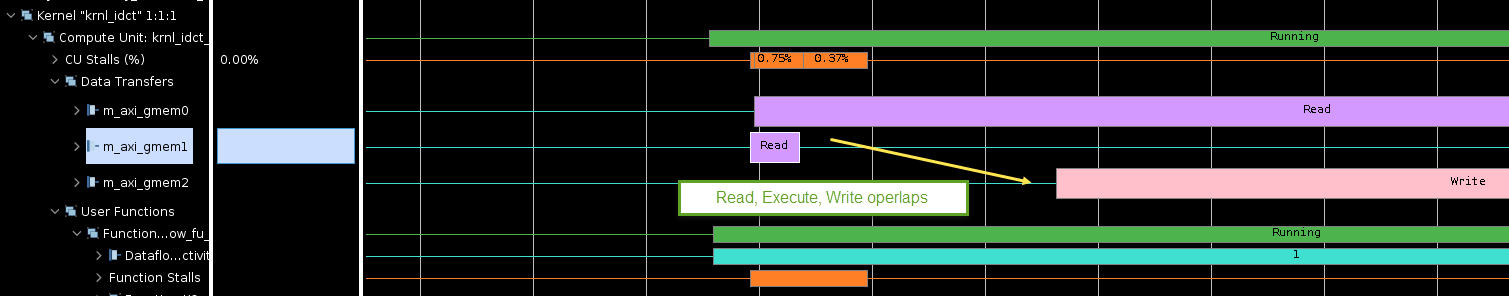 Kernel "krnl_idct" 1:1:1
Compute Unit: krnl_idct_
Running
CU Stalls (%) 0.00% 0.75% 0.37%
Data Transfers
m_axi_gmem0 Read
m_axi_gmem1 Read
m_axi_gmem2 Write
Read, Execute, Write operlaps
User Functions
Function...ow_fu_ Running
Dataflo...ctivit 1
Function Stalls